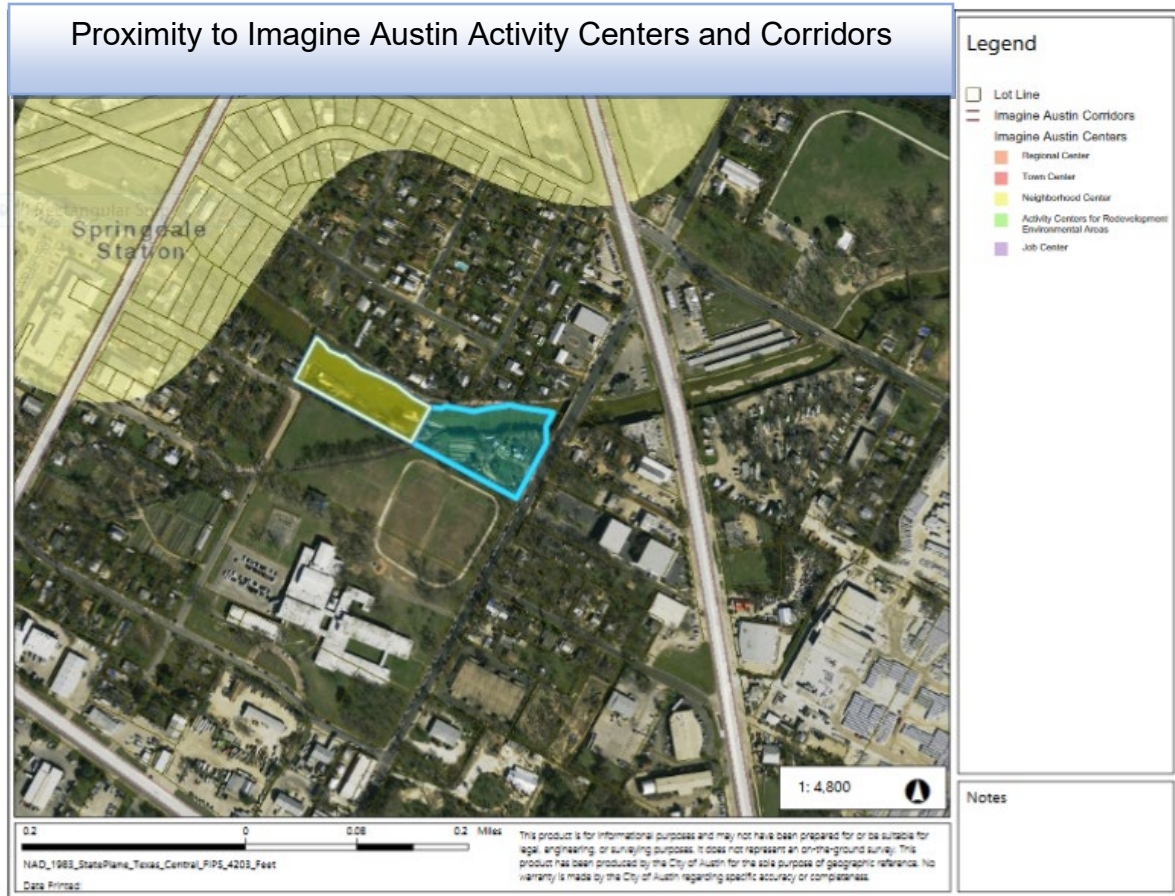 Proximity to Imagine Austin Activity Centers and Corridors
Legend
Lot Line
Imagine Austin Corridors
Imagine Austin Centers
Regional Center
Town Center
Neighborhood Center
Activity Centers for Redevelopment
Environmental Areas
Job Center
Rectangular
Springdale
Station
1: 4,800
Notes
0.2 0 0.08 0.2 Miles
NAD_1983_StatePlane_Texas_Central_FIPS_4203_Feet
Date Printed:
This product is for informational purposes and may not have been prepared for or be suitable for
legal, engineering, or surveying purposes. It does not represent an on-the-ground survey. This
product has been produced by the City of Austin for the sole purpose of geographic reference. No
warranty is made by the City of Austin regarding specific accuracy or completeness.